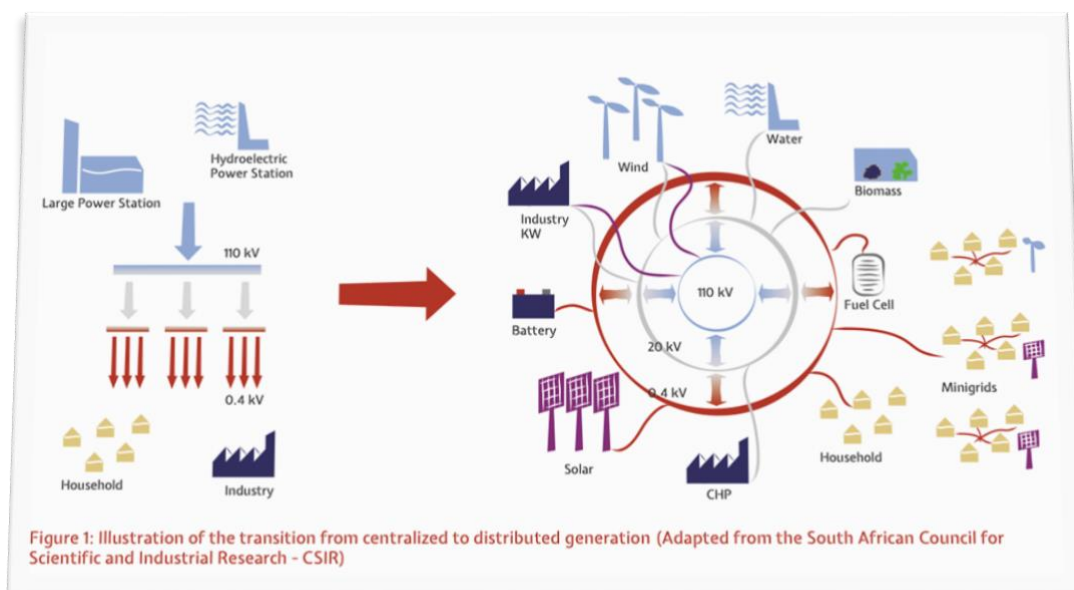 Large Power Station
Hydroelectric
Power Station
110 kV
0.4 kV
Household
Industry
Wind
Water
Industry
KW
Biomass
110 kV
Battery
Fuel Cell
20 kV
0.4 kV
Minigrids
Solar
CHP
Household
Figure 1: Illustration of the transition from centralized to distributed generation (Adapted from the South African Council for
Scientific and Industrial Research - CSIR)